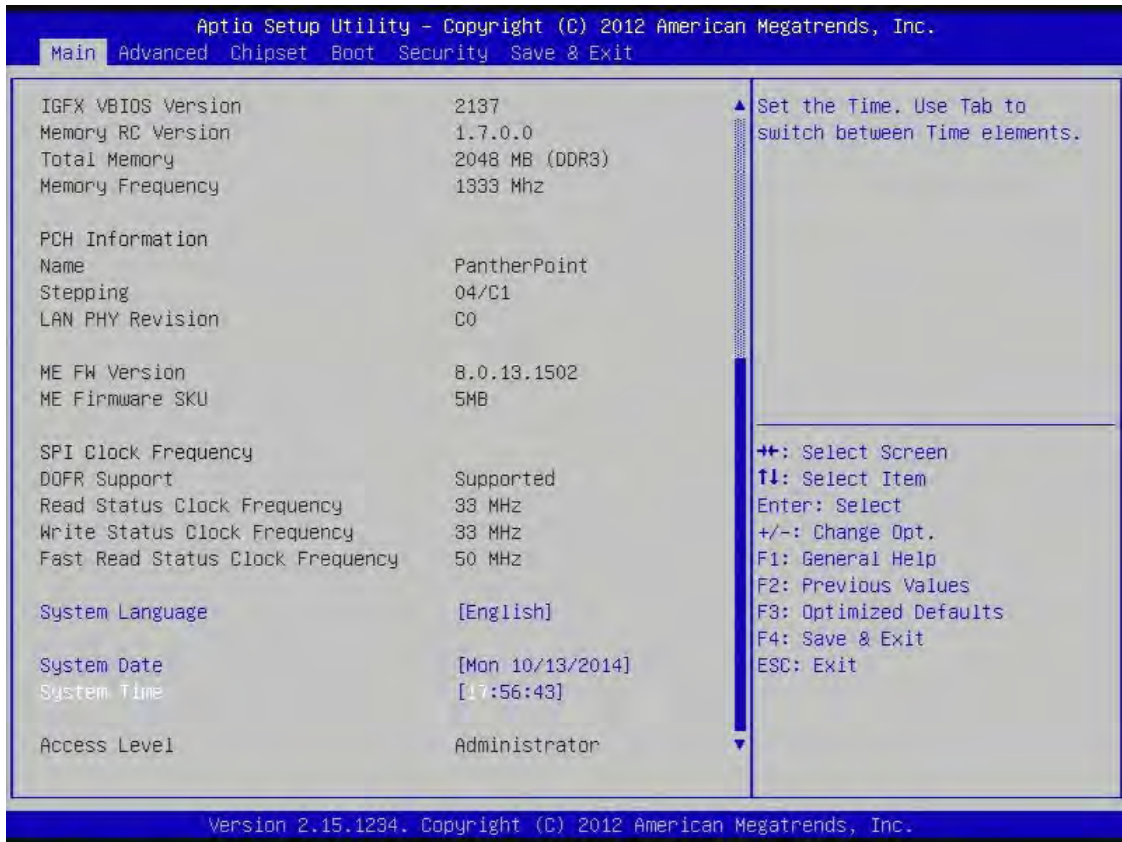 Aptio Setup Utility – Copyright (C) 2012 American Megatrends, Inc.
Main Advanced Chipset Boot Security Save & Exit
IGFX VBIOS Version 2137
Memory RC Version 1.7.0.0
Total Memory 2048 MB (DDR3)
Memory Frequency 1333 Mhz
PCH Information
Name PantherPoint
Stepping 04/C1
LAN PHY Revision C0
ME FW Version 8.0.13.1502
ME Firmware SKU 5MB
SPI Clock Frequency
DOFR Support Supported
Read Status Clock Frequency 33 MHz
Write Status Clock Frequency 33 MHz
Fast Read Status Clock Frequency 50 MHz
System Language [English]
System Date [Mon 10/13/2014]
System Time [17:56:43]
Access Level Administrator
Set the Time. Use Tab to
switch between Time elements.
→←: Select Screen
↑↓: Select Item
Enter: Select
+/-: Change Opt.
F1: General Help
F2: Previous Values
F3: Optimized Defaults
F4: Save & Exit
ESC: Exit
Version 2.15.1234. Copyright (C) 2012 American Megatrends, Inc.